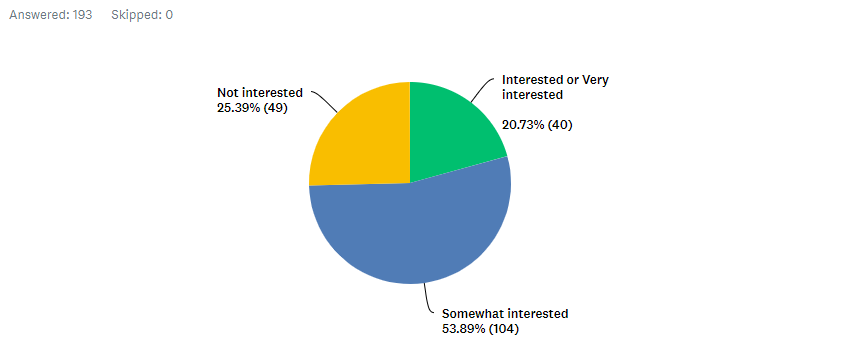 Answered: 193 Skipped: 0
Interested or Very
interested
20.73% (40)
Not interested
25.39% (49)
Somewhat interested
53.89% (104)